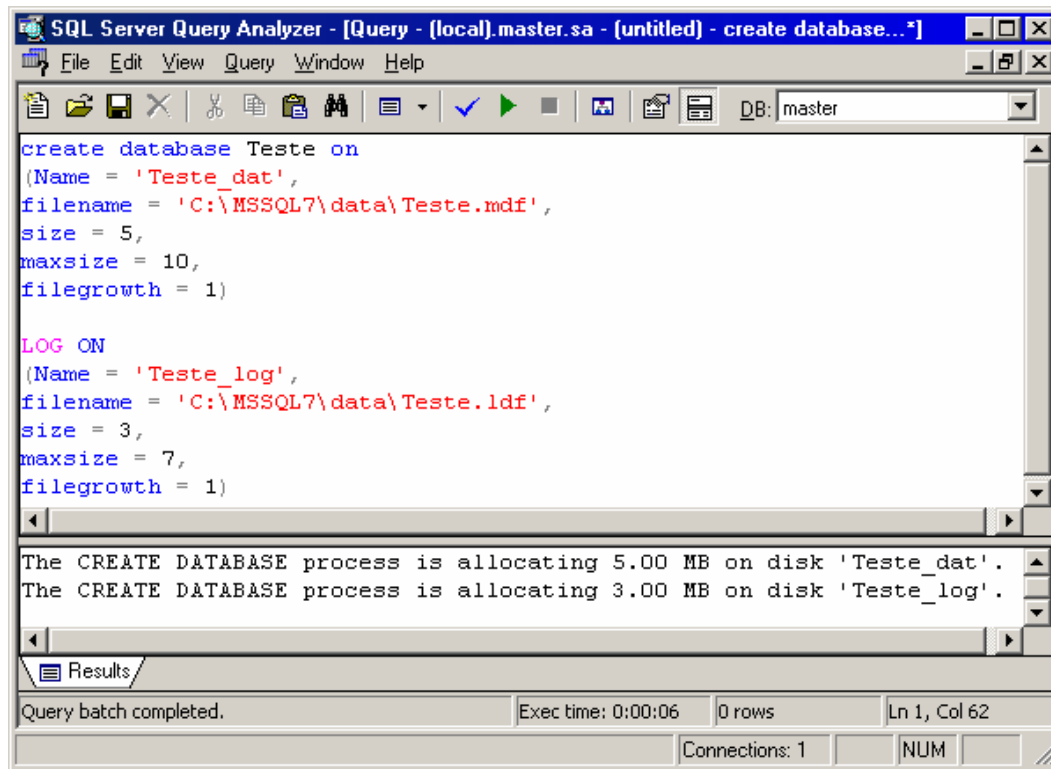 SQL Server Query Analyzer - [Query - (local).master.sa - (untitled) - create database...*]
File Edit View Query Window Help
DB: master
create database Teste on
(Name = 'Teste_dat',
filename = 'C:\MSSQL7\data\Teste.mdf',
size = 5,
maxsize = 10,
filegrowth = 1)
LOG ON
(Name = 'Teste_log',
filename = 'C:\MSSQL7\data\Teste.ldf',
size = 3,
maxsize = 7,
filegrowth = 1)
The CREATE DATABASE process is allocating 5.00 MB on disk 'Teste_dat'.
The CREATE DATABASE process is allocating 3.00 MB on disk 'Teste_log'.
Results
Query batch completed. Exec time: 0:00:06 0 rows Ln 1, Col 62
Connections: 1 NUM